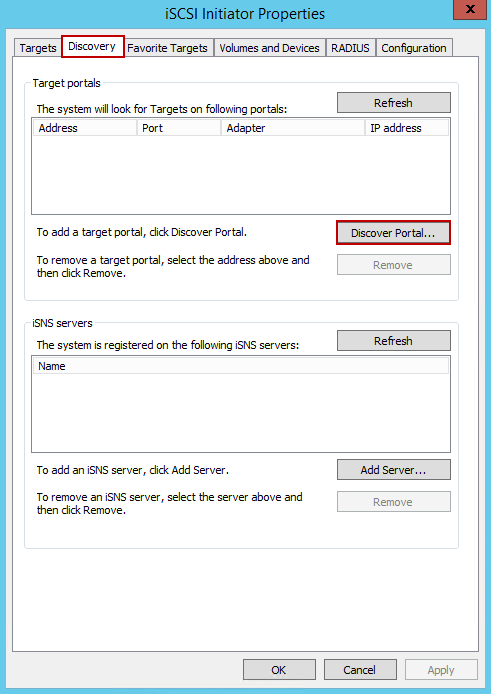 iSCSI Initiator Properties
x
Targets Discovery Favorite Targets Volumes and Devices RADIUS Configuration
Target portals
The system will look for Targets on following portals:
Refresh
Address Port Adapter IP address
To add a target portal, click Discover Portal.
Discover Portal...
To remove a target portal, select the address above and
then click Remove.
Remove
iSNS servers
The system is registered on the following iSNS servers:
Refresh
Name
To add an iSNS server, click Add Server.
Add Server...
To remove an iSNS server, select the server above and
then click Remove.
Remove
OK Cancel Apply